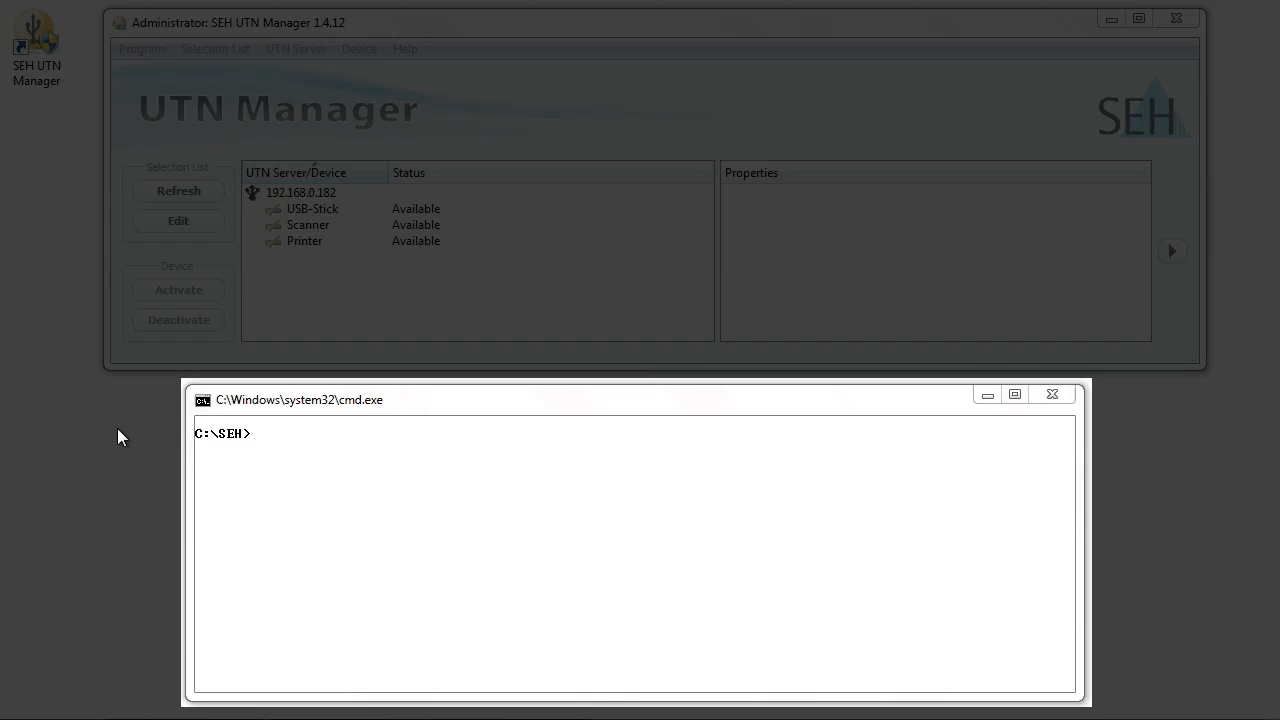 SEH UTN
Manager
Administrator: SEH UTN Manager 1.4.12
Program Selection List UTN Server Device Help
UTN Manager
SEH
Selection List
Refresh
Edit
Device
Activate
Deactivate
UTN Server/Device Status
192.168.0.182
USB-Stick Available
Scanner Available
Printer Available
Properties
C:\Windows\system32\cmd.exe
C:\SEH>